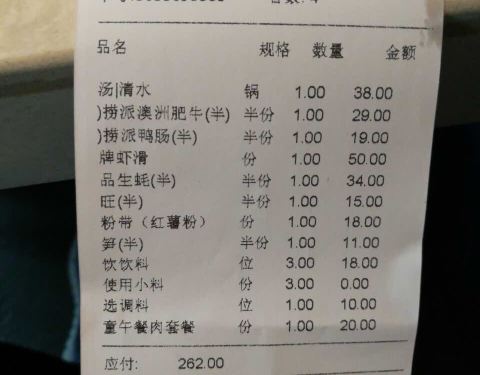 品名 规格 数量 金额
汤|清水 锅 1.00 38.00
)捞派澳洲肥牛(半) 半份 1.00 29.00
)捞派鸭肠(半) 半份 1.00 19.00
牌虾滑 份 1.00 50.00
品生蚝(半) 半份 1.00 34.00
旺(半) 半份 1.00 15.00
粉带（红薯粉） 份 1.00 18.00
笋(半) 半份 1.00 11.00
饮饮料 位 3.00 18.00
使用小料 份 3.00 0.00
选调料 位 1.00 10.00
童午餐肉套餐 份 1.00 20.00
应付: 262.00